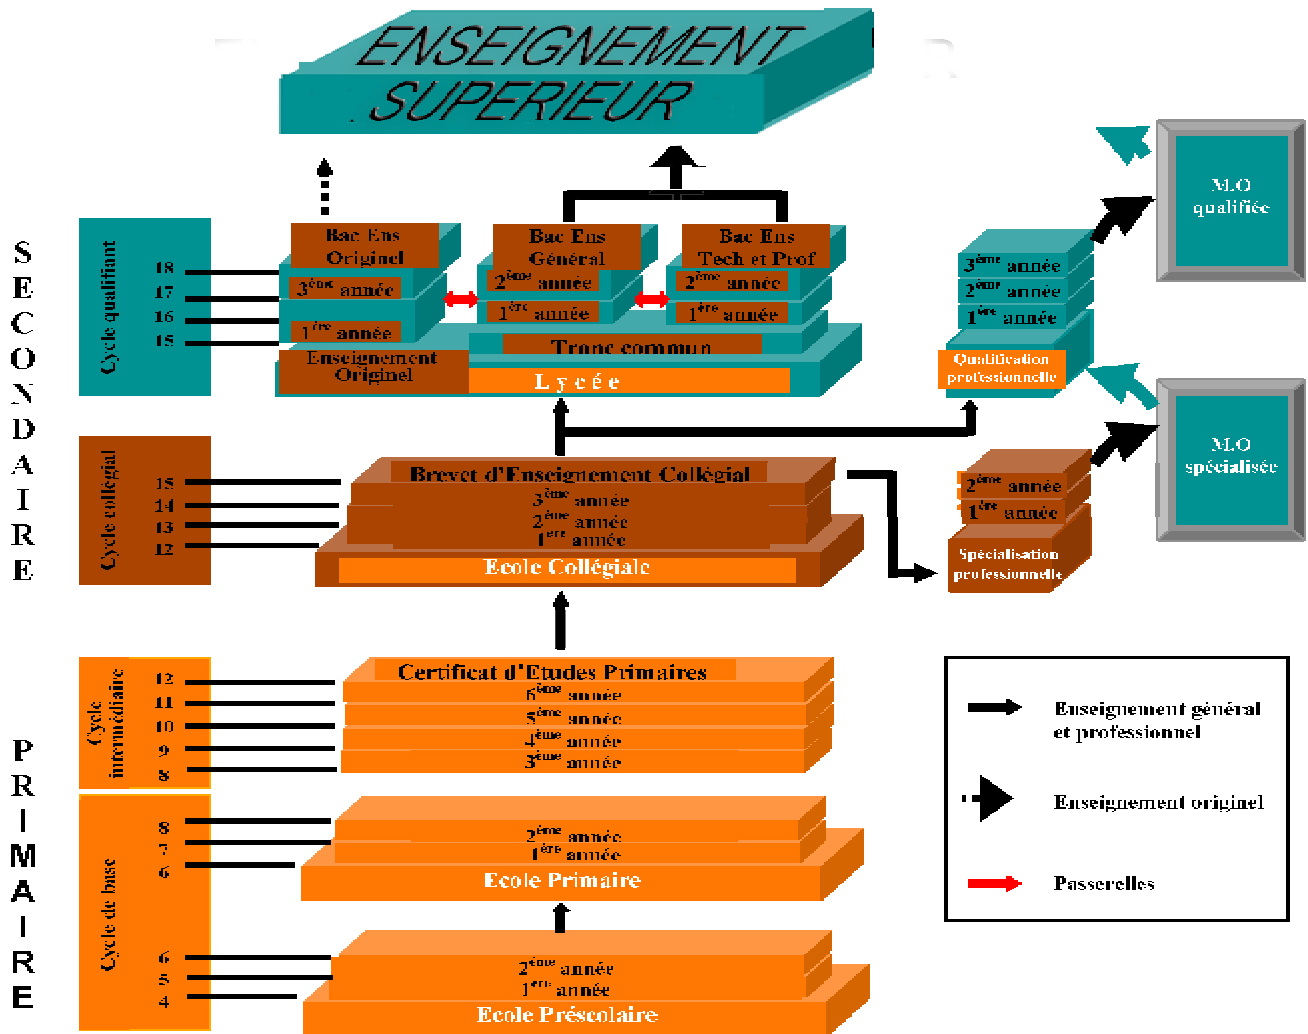 ENSEIGNEMENT
SUPERIEUR
SECONDAIRE
Cycle qualifiant
18
17
16
15
Bac Ens
Originel
3ème année
1ère année
Enseignement
Originel
Bac Ens
Général
2ème année
1ère année
Bac Ens
Tech et Prof
2ème année
1ère année
Tronc commun
Lycée
3ème année
2ème année
1ère année
Qualification
professionnelle
M.O
qualifiée
Cycle collégial
15
14
13
12
Brevet d'Enseignement Collégial
3ème année
2ème année
1ère année
Ecole Collégiale
2ème année
1ère année
Spécialisation
professionnelle
M.O
spécialisée
PRIMAIRE
Cycle
intermédiaire
12
11
10
9
8
Certificat d'Etudes Primaires
6ème année
5ème année
4ème année
3ème année
Cycle de base
8
7
6
2ème année
1ère année
Ecole Primaire
6
5
4
2ème année
1ère année
Ecole Préscolaire
Enseignement général
et professionnel
Enseignement originel
Passerelles